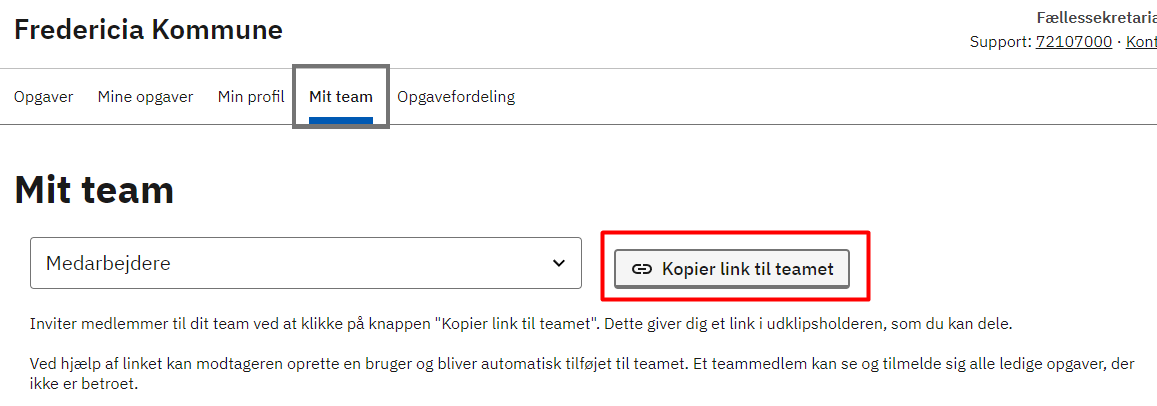 Fredericia Kommune
Fællessekretaria
Support: 72107000 · Kont
Opgaver Mine opgaver Min profil Mit team Opgavefordeling
Mit team
Medarbejdere
Kopier link til teamet
Inviter medlemmer til dit team ved at klikke på knappen "Kopier link til teamet". Dette giver dig et link i udklipsholderen, som du kan dele.
Ved hjælp af linket kan modtageren oprette en bruger og bliver automatisk tilføjet til teamet. Et teammedlem kan se og tilmelde sig alle ledige opgaver, der
ikke er betroet.